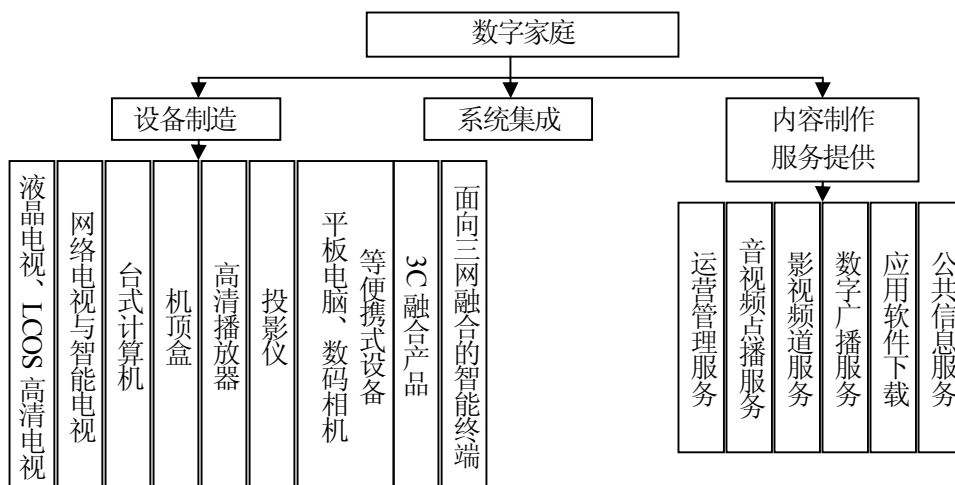 数字家庭
设备制造
系统集成
内容制作
服务提供
液晶电视、LCOS 高清电视
网络电视与智能电视
台式计算机
机顶盒
高清播放器
投影仪
平板电脑、数码相机
等便携式设备
3C 融合产品
面向三网融合的智能终端
运营管理服务
音视频点播服务
影视频道服务
数字广播服务
应用软件下载
公共信息服务